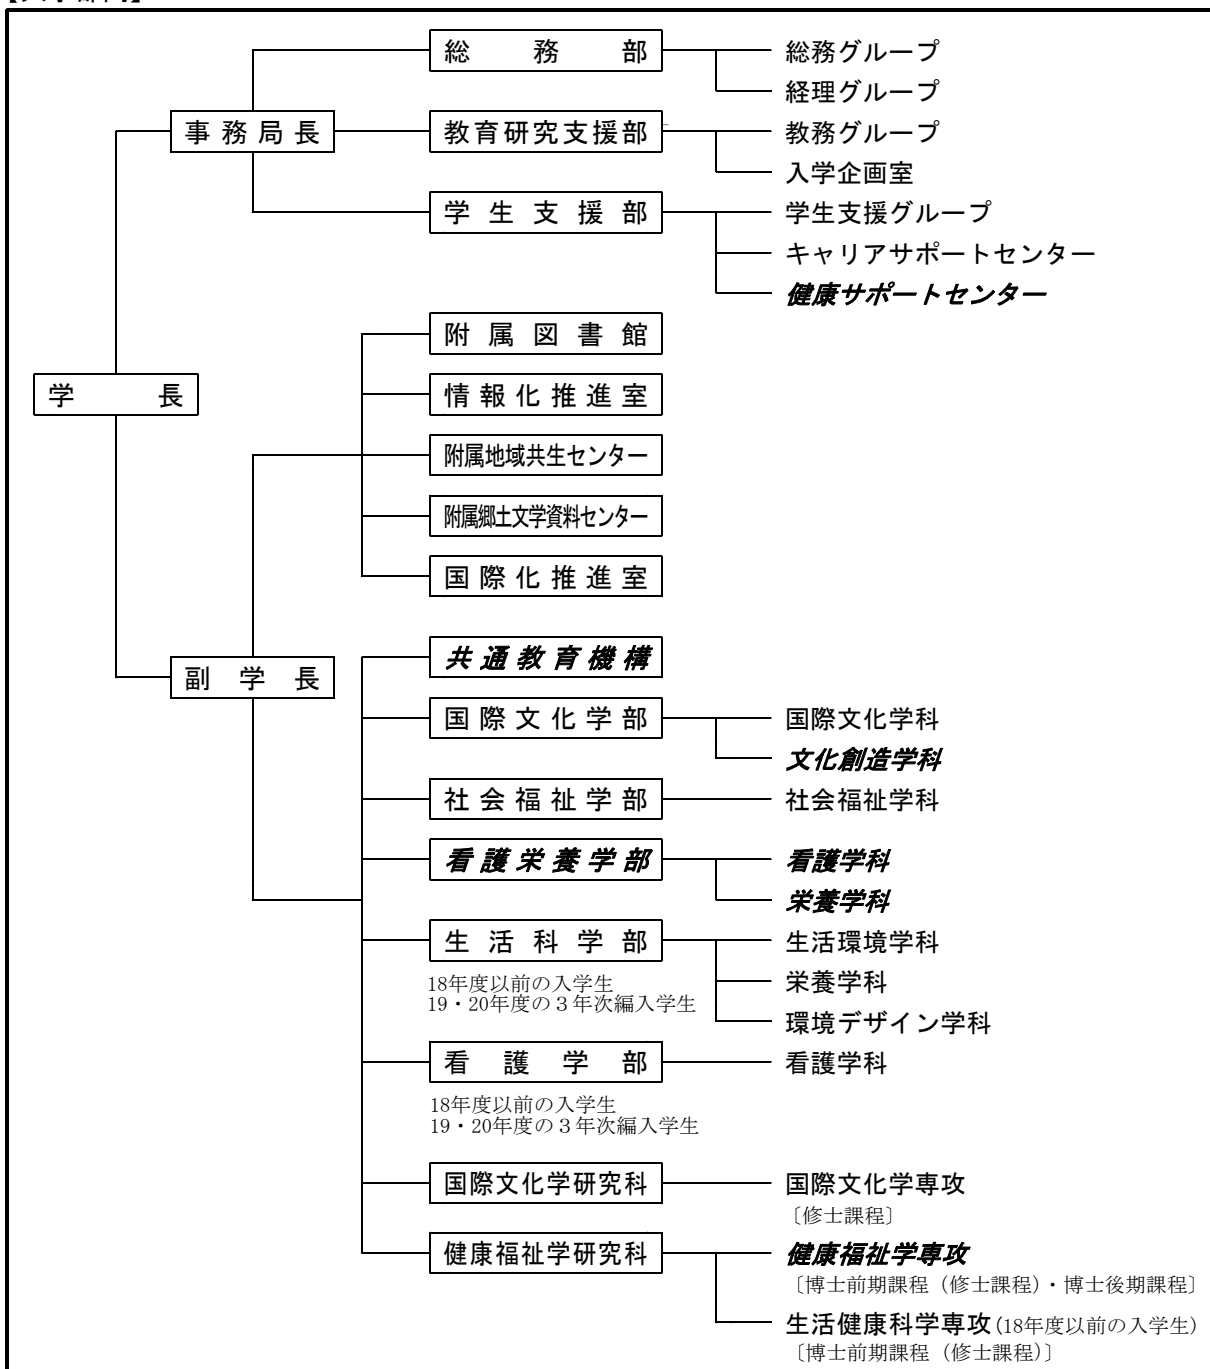 総務部
総務グループ
経理グループ
事務局長
教育研究支援部
教務グループ
入学企画室
学生支援部
学生支援グループ
キャリアサポートセンター
健康サポートセンター
附属図書館
学長
情報化推進室
附属地域共生センター
附属郷土文学資料センター
国際化推進室
共通教育機構
副学長
国際文化学部
国際文化学科
文化創造学科
社会福祉学部
社会福祉学科
看護栄養学部
看護学科
栄養学科
生活科学部
生活環境学科
18年度以前の入学生
19・20年度の３年次編入学生
栄養学科
環境デザイン学科
看護学部
看護学科
18年度以前の入学生
19・20年度の３年次編入学生
国際文化学研究科
国際文化学専攻
〔修士課程〕
健康福祉学研究科
健康福祉学専攻
〔博士前期課程（修士課程）・博士後期課程〕
生活健康科学専攻(18年度以前の入学生)
〔博士前期課程（修士課程）〕